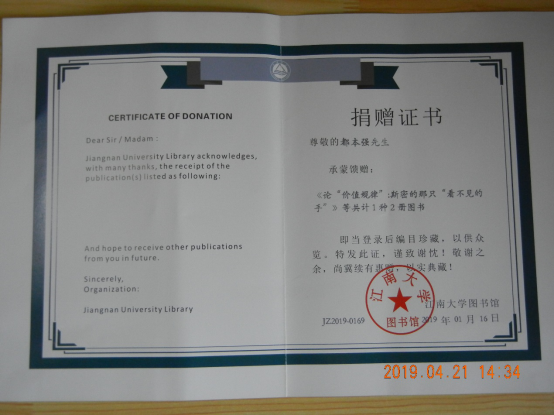 CERTIFICATE OF DONATION
Dear Sir / Madam :
Jiangnan University Library acknowledges,
with many thanks, the receipt of the
publication(s) listed as following:
And hope to receive other publications
from you in future.
Sincerely,
Organization:
Jiangnan University Library
捐赠证书
尊敬的都本强先生
承蒙馈赠:
《论“价值规律”:斯密的那只“看不见的
手”》等共计1种2册图书
即当登录后编目珍藏, 以供众
览。特发此证, 谨致谢忱! 敬谢之
余, 尚冀续有惠赠, 以实典藏!
江南大学图书馆
JZ2019-0169
2019年01月16日
江南大学
图书馆
2019.04.21 14:34